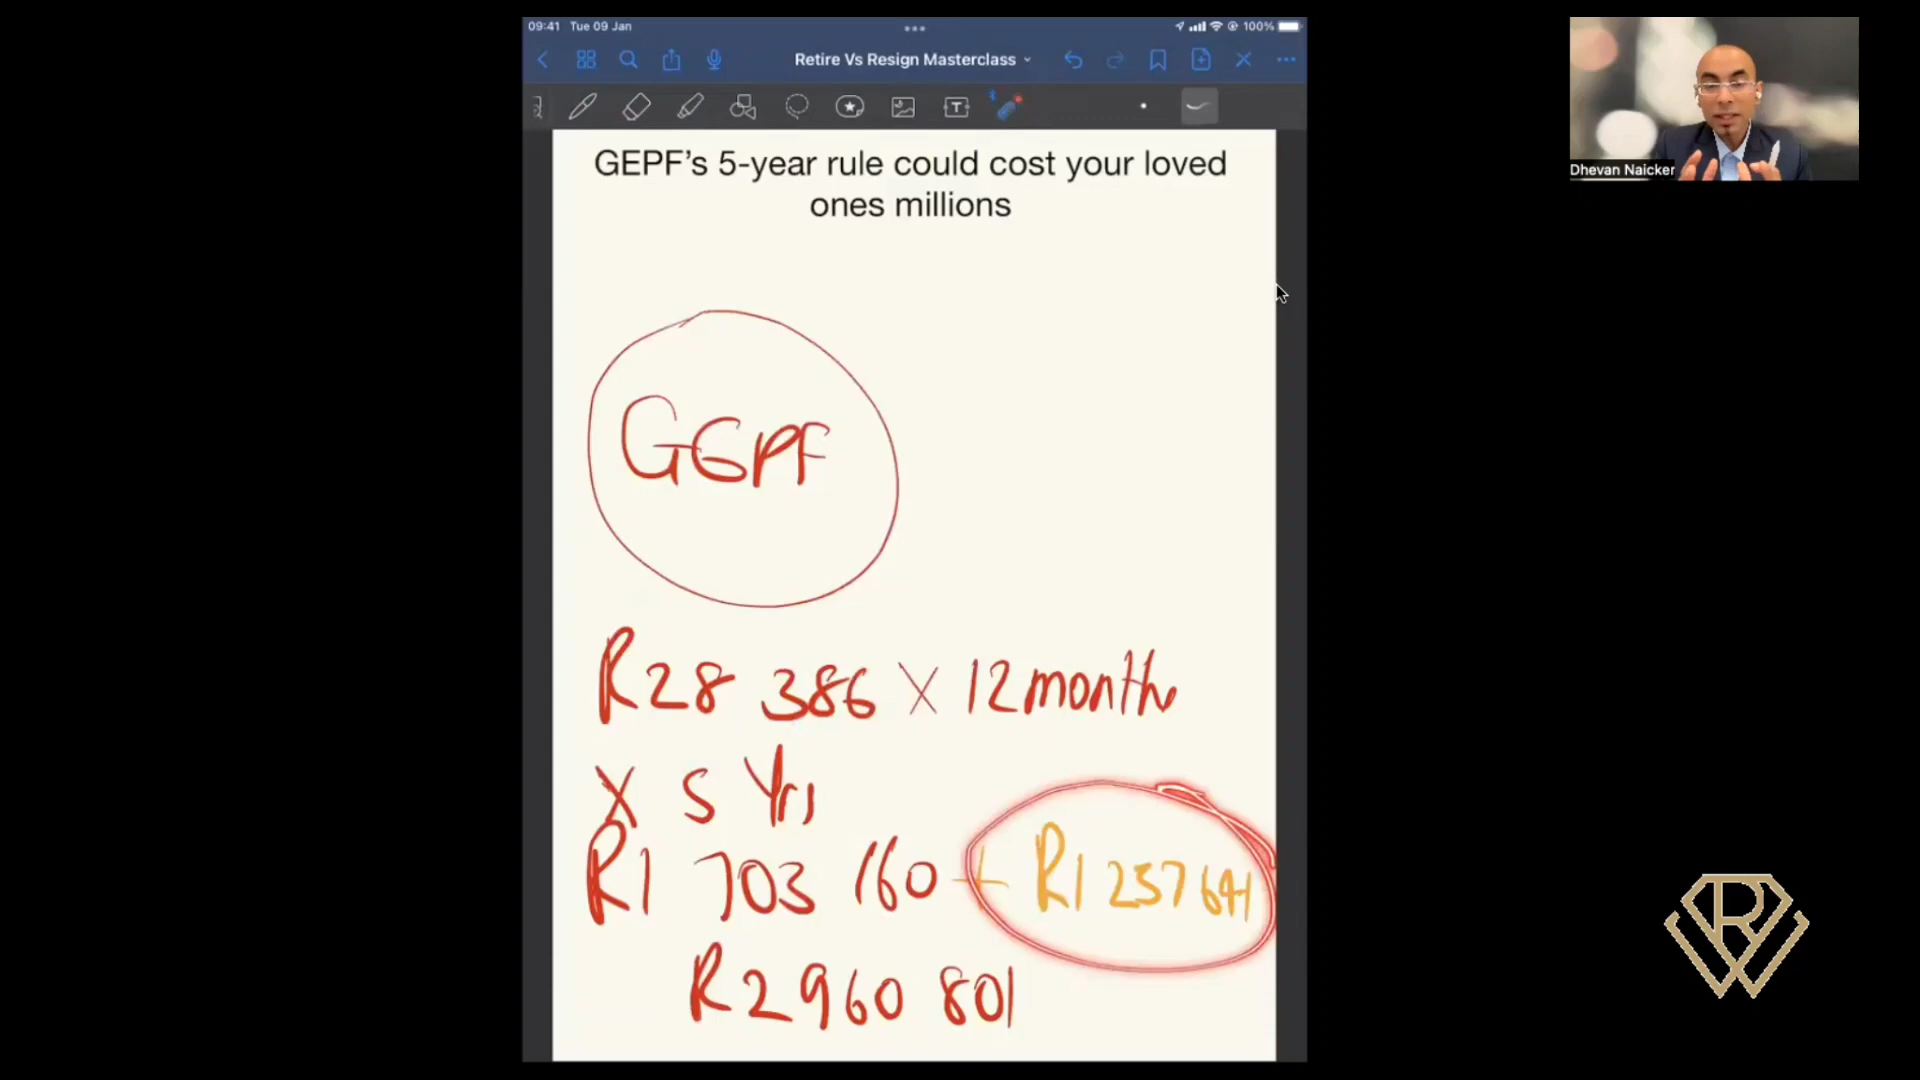 09:41 Tue 09 Jan
100%
Retire Vs Resign Masterclass
T
Dhevan Naicker
GEPF’s 5-year rule could cost your loved
ones millions
GEPF
R28 386 X 12 months
X 5 Yrs
R1 703 160 + R1 257 641
R2 960 801